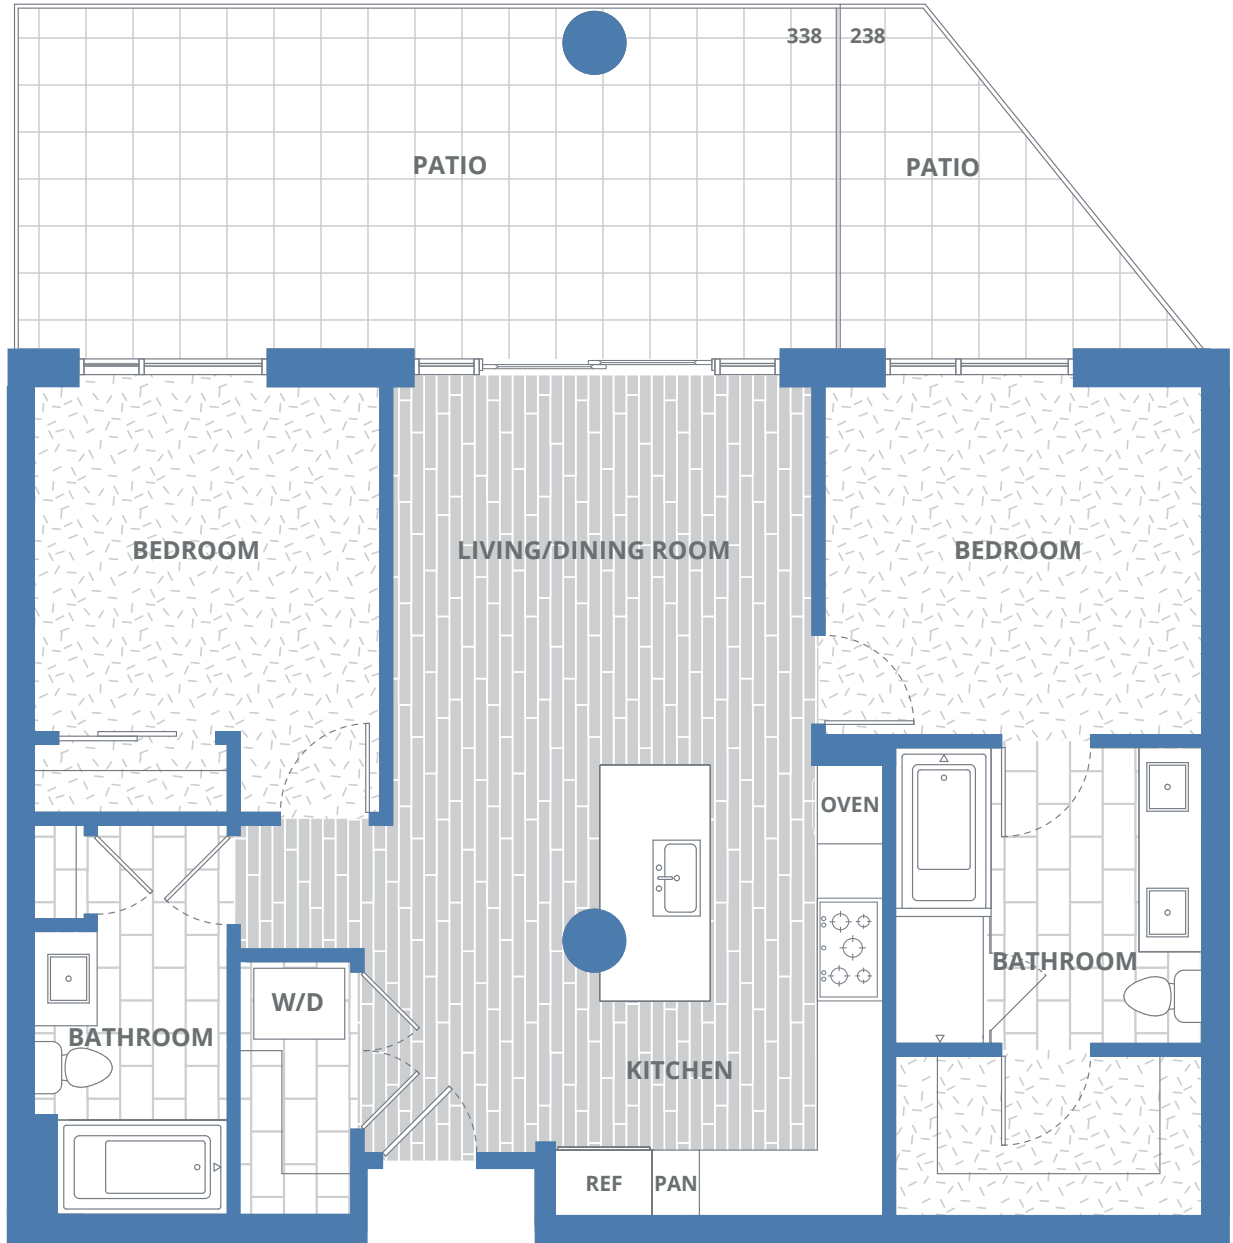 338 238
PATIO
PATIO
BEDROOM
LIVING/DINING ROOM
BEDROOM
OVEN
BATHROOM
W/D
BATHROOM
KITCHEN
REF
PAN